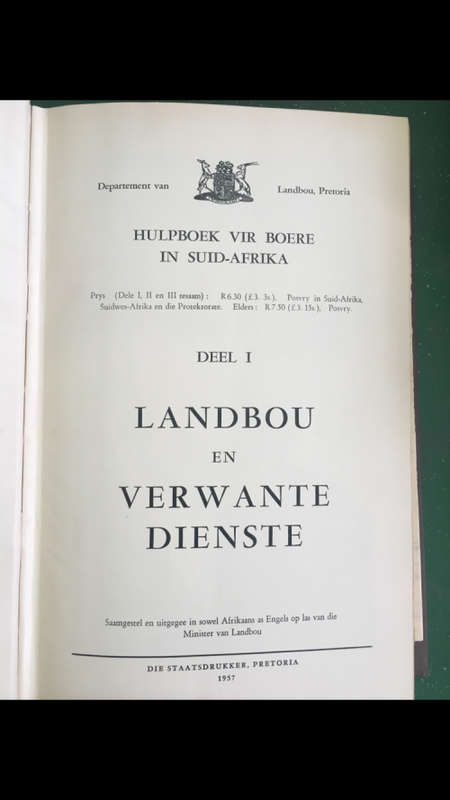 Departement van Landbou, Pretoria
HULPBOEK VIR BOERE
IN SUID-AFRIKA
Prys (Dele I, II en III tesaam): R6.30 (£3. 3s.), Posvry in Suid-Afrika,
Suidwes-Afrika en die Protektorate. Elders: R7.50 (£3. 15s.), Posvry.
DEEL I
LANDBOU
EN
VERWANTE
DIENSTE
Saamgestel en uitgegee in sowel Afrikaans as Engels op las van die
Minister van Landbou
DIE STAATSDRUKKER, PRETORIA
1957